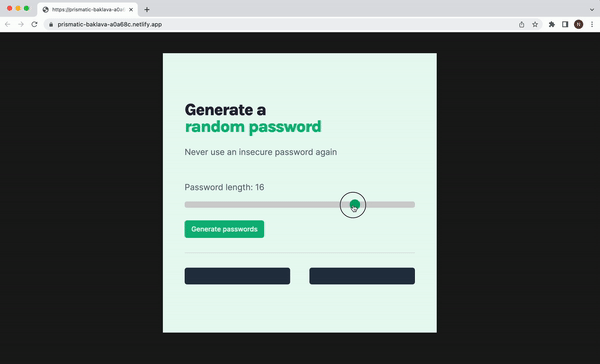 https://prismatic-baklava-a0a6
prismatic-baklava-a0a68c.netlify.app
N
Generate a
random password
Never use an insecure password again
Password length: 16
Generate passwords